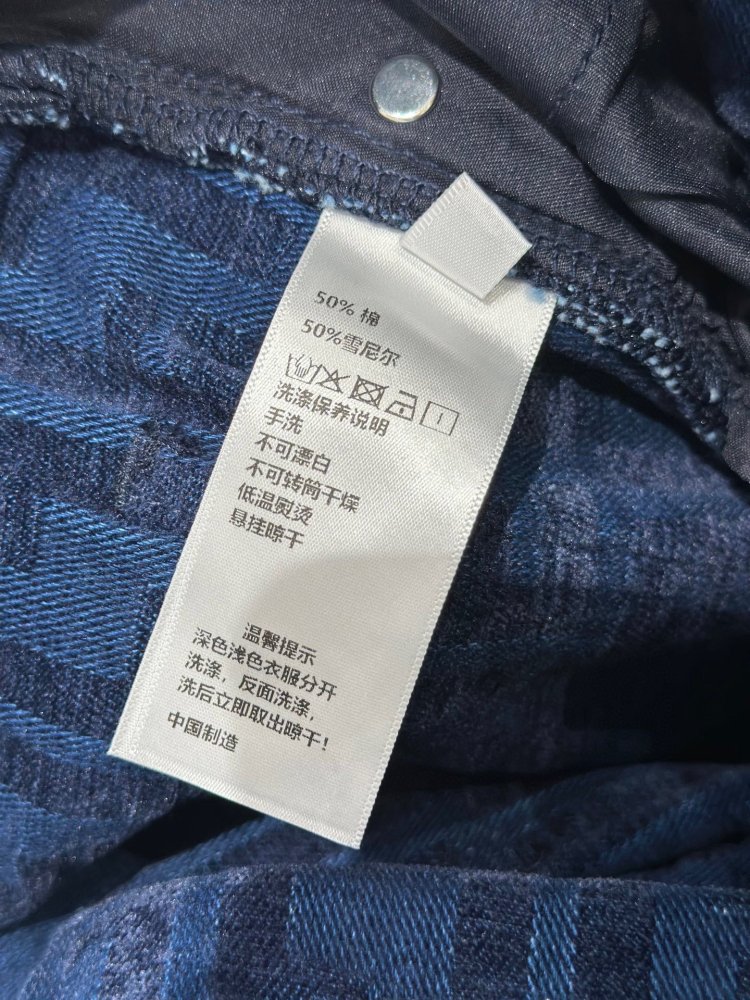 50% 棉
50%雪尼尔
洗涤保养说明
手洗
不可漂白
不可转筒干燥
低温熨烫
悬挂晾干
温馨提示
深色浅色衣服分开
洗涤，反面洗涤，
洗后立即取出晾干!
中国制造